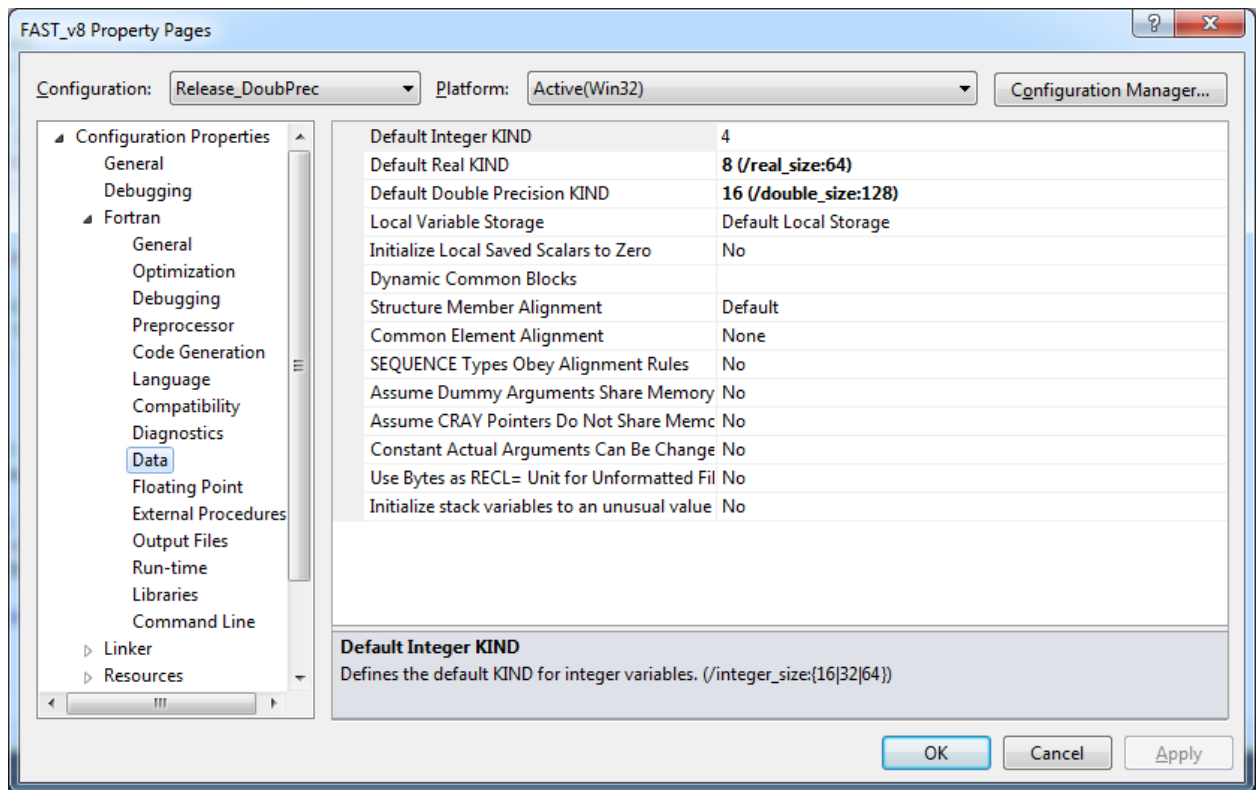 FAST_v8 Property Pages
Configuration: Release_DoubPrec Platform: Active(Win32) Configuration Manager...
Configuration Properties
General
Debugging
Fortran
General
Optimization
Debugging
Preprocessor
Code Generation
Language
Compatibility
Diagnostics
Data
Floating Point
External Procedures
Output Files
Run-time
Libraries
Command Line
Linker
Resources
Default Integer KIND 4
Default Real KIND 8 (/real_size:64)
Default Double Precision KIND 16 (/double_size:128)
Local Variable Storage Default Local Storage
Initialize Local Saved Scalars to Zero No
Dynamic Common Blocks
Structure Member Alignment Default
Common Element Alignment None
SEQUENCE Types Obey Alignment Rules No
Assume Dummy Arguments Share Memory No
Assume CRAY Pointers Do Not Share Memc No
Constant Actual Arguments Can Be Change No
Use Bytes as RECL= Unit for Unformatted Fil No
Initialize stack variables to an unusual value No
Default Integer KIND
Defines the default KIND for integer variables. (/integer_size:{16|32|64})
OK Cancel Apply